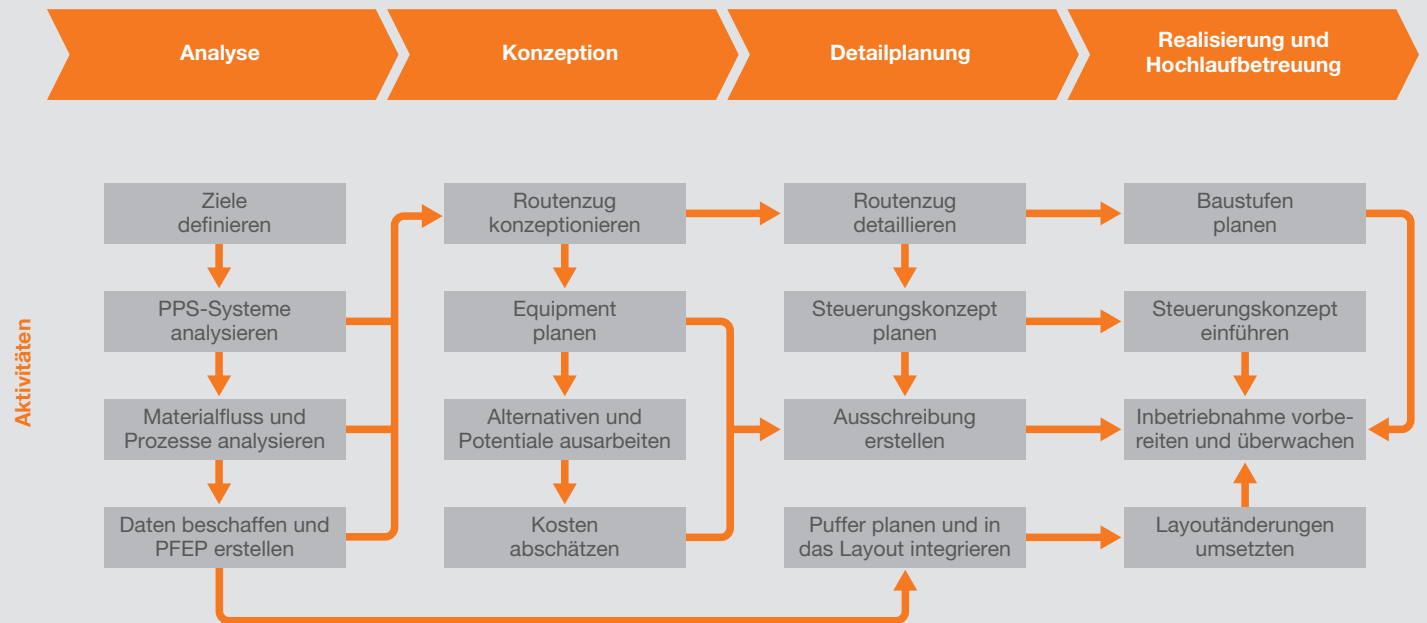 Analyse
Konzeption
Detailplanung
Realisierung und
Hochlaufbetreuung
Aktivitäten
Ziele
definieren
PPS-Systeme
analysieren
Materialfluss und
Prozesse analysieren
Daten beschaffen und
PFEP erstellen
Routenzug
konzeptionieren
Equipment
planen
Alternativen und
Potentiale ausarbeiten
Kosten
abschätzen
Routenzug
detaillieren
Steuerungskonzept
planen
Ausschreibung
erstellen
Puffer planen und in
das Layout integrieren
Baustufen
planen
Steuerungskonzept
einführen
Inbetriebnahme vorbe-
reiten und überwachen
Layoutänderungen
umsetzten